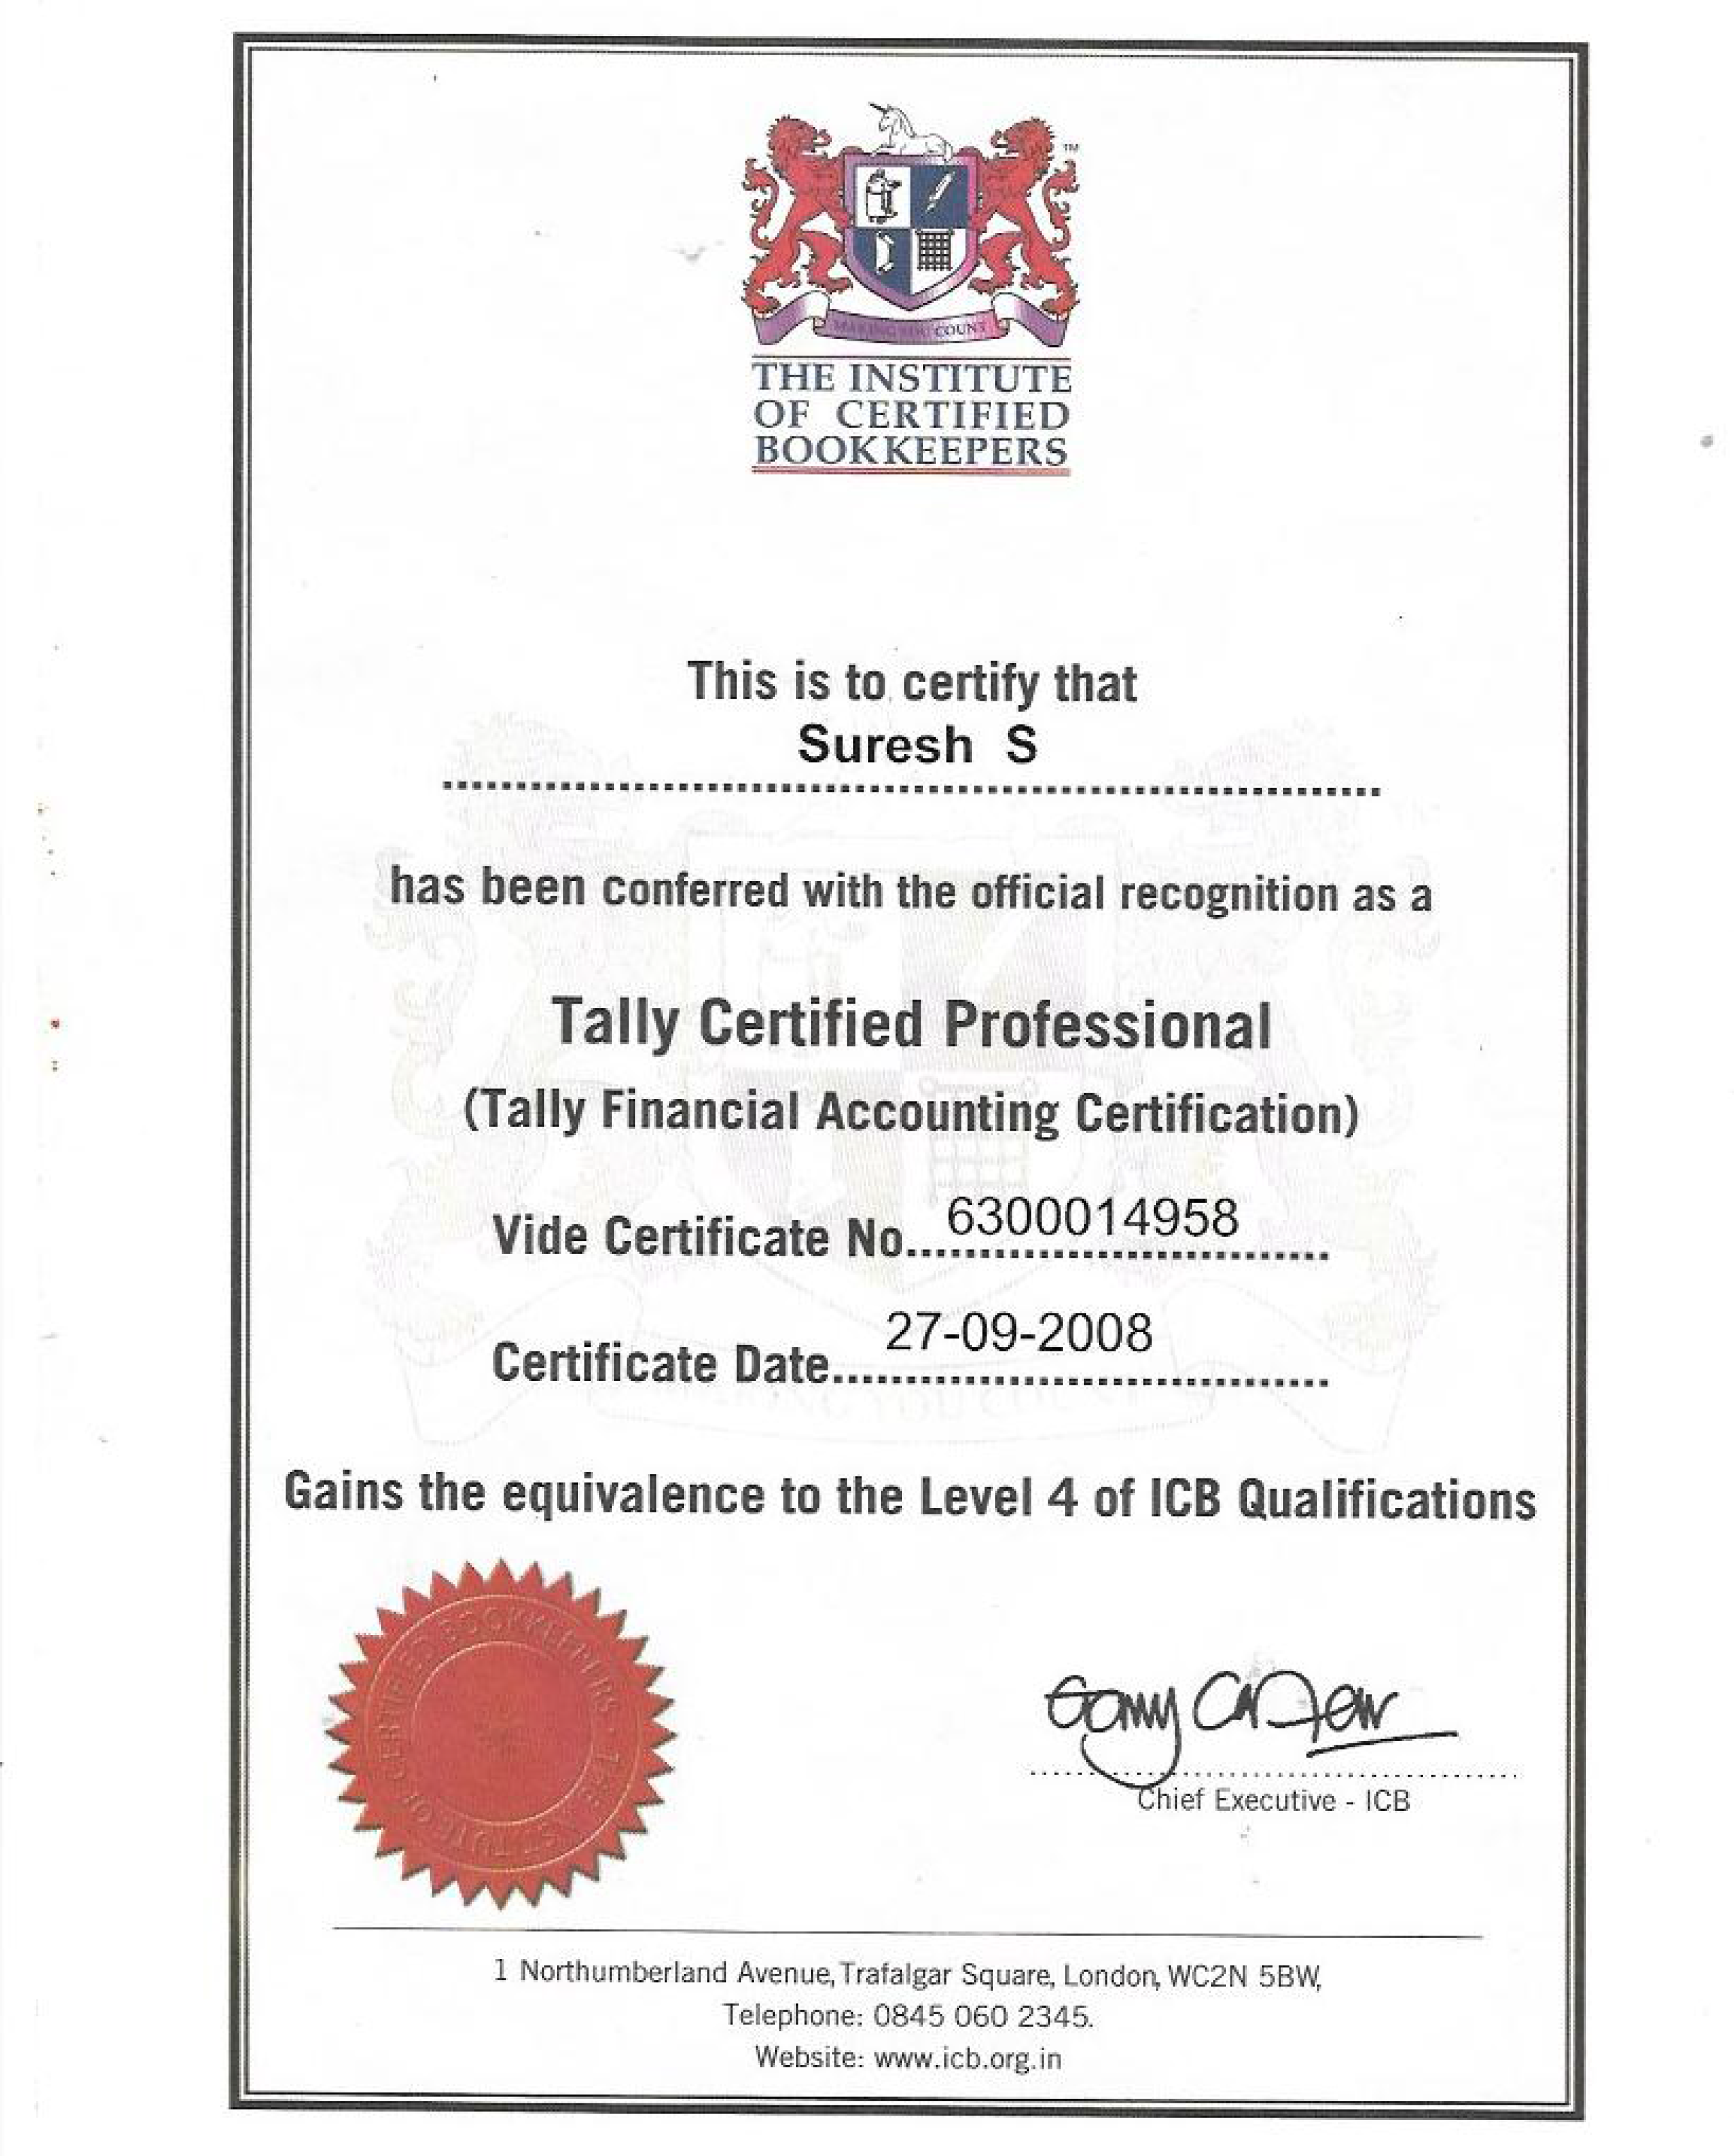 TM
MAKING YOU COUNT
THE INSTITUTE
OF CERTIFIED
BOOKKEEPERS
This is to certify that
Suresh S
has been conferred with the official recognition as a
Tally Certified Professional
(Tally Financial Accounting Certification)
Vide Certificate No. 6300014958
Certificate Date 27-09-2008
Gains the equivalence to the Level 4 of ICB Qualifications
THE INSTITUTE OF CERTIFIED BOOKKEEPERS
Chief Executive - ICB
1 Northumberland Avenue, Trafalgar Square, London, WC2N 5BW,
Telephone: 0845 060 2345.
Website: www.icb.org.in